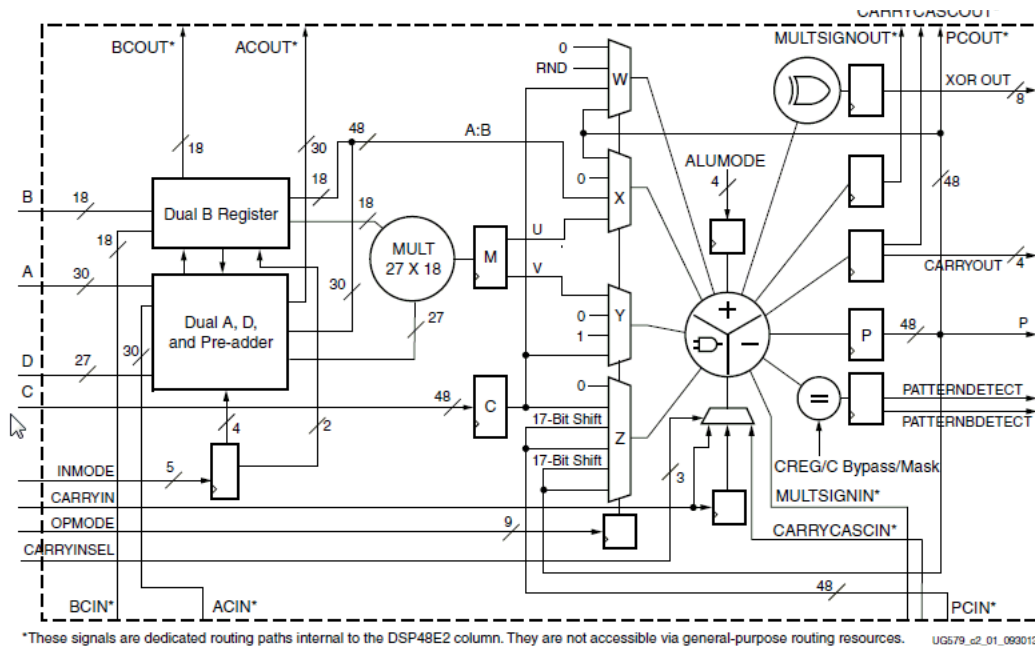 CARRYCASCOUT*
BCOUT* ACOUT* MULTSIGNOUT* PCOUT*
0
RND
W
XOR OUT
8
18 30 48 A:B
18
ALUMODE
4
0
X
48
B 18
Dual B Register
18
18
MULT
27 X 18
U
M
V
CARRYOUT 4
A 30
30
Dual A, D,
and Pre-adder
27
30
0
1
Y
+
−
P 48 P
D 27
C
48 C
0
17-Bit Shift
Z
17-Bit Shift
=
PATTERNDETECT
PATTERNBDETECT
4 2
INMODE 5
3
CREG/C Bypass/Mask
CARRYIN
MULTSIGNIN*
OPMODE 9
CARRYCASCIN*
CARRYINSEL
48
BCIN* ACIN* PCIN*
*These signals are dedicated routing paths internal to the DSP48E2 column. They are not accessible via general-purpose routing resources. UG579_c2_01_093013